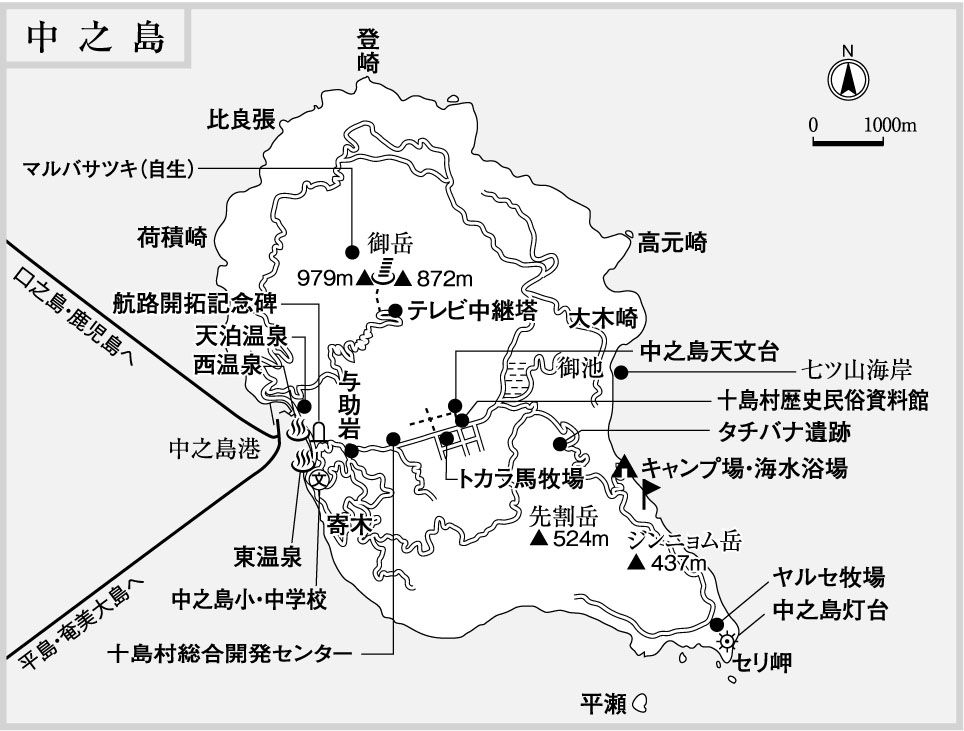 中之島
登崎
N
0 1000m
比良張
マルバサツキ(自生)
荷積崎
御岳
高元崎
979m
872m
口之島・鹿児島へ
航路開拓記念碑
テレビ中継塔
大木崎
天泊温泉
西温泉
中之島天文台
御池
七ツ山海岸
与助岩
十島村歴史民俗資料館
タチバナ遺跡
中之島港
トカラ馬牧場
キャンプ場・海水浴場
文
先割岳
524m
寄木
ジンニョム岳
437m
東温泉
中之島小・中学校
ヤルセ牧場
中之島灯台
平島・奄美大島へ
十島村総合開発センター
セリ岬
平瀬